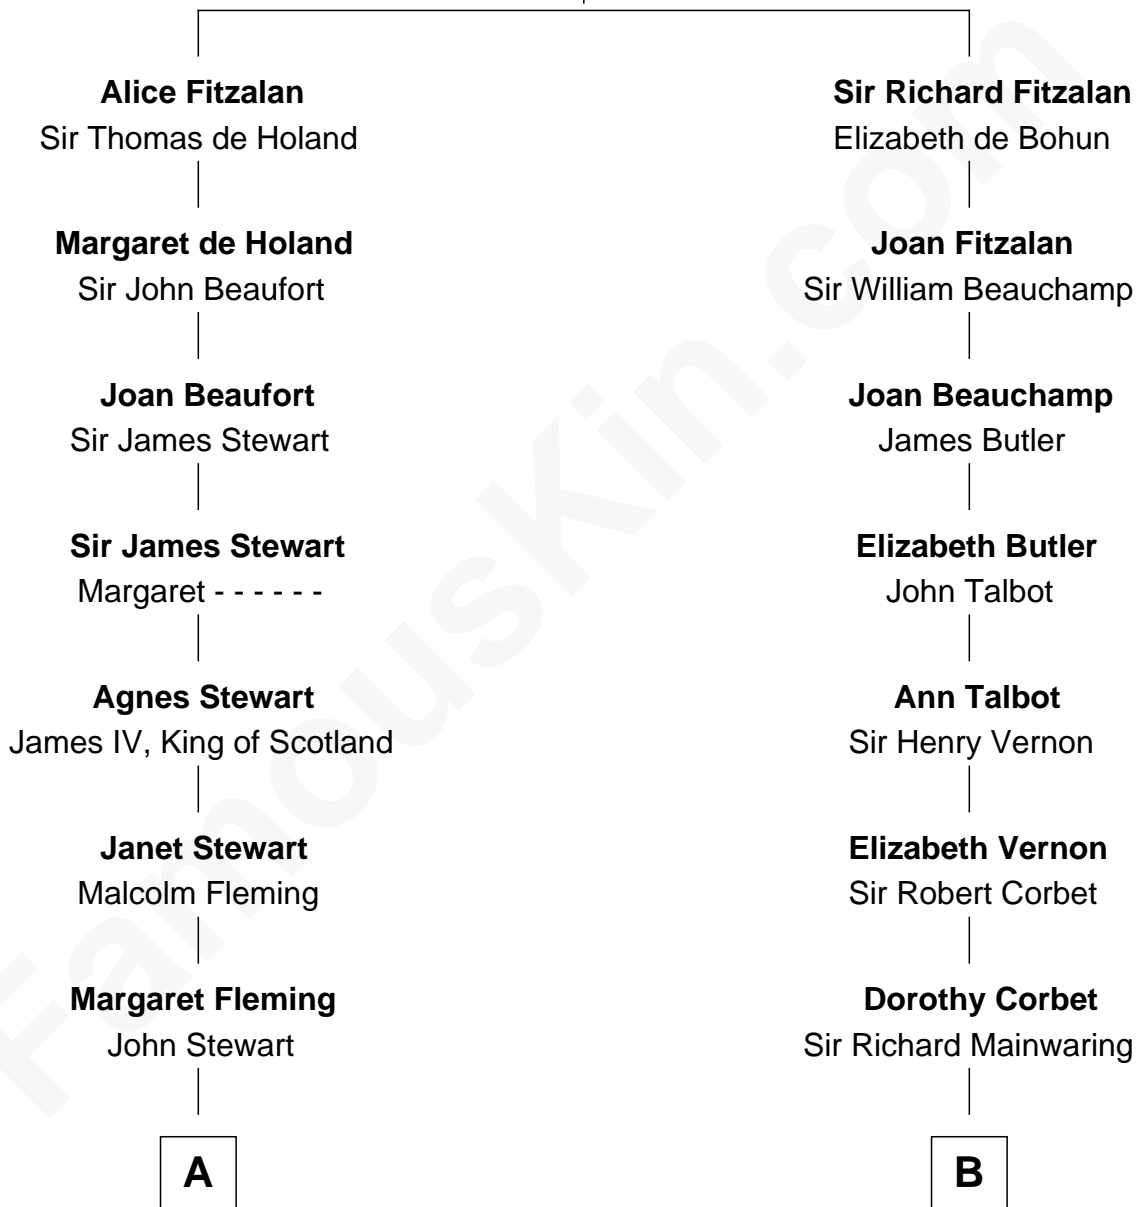 Alice Fitzalan
Sir Thomas de Holand
Margaret de Holand
Sir John Beaufort
Joan Beaufort
Sir James Stewart
Sir James Stewart
Margaret - - - - - -
Agnes Stewart
James IV, King of Scotland
Janet Stewart
Malcolm Fleming
Margaret Fleming
John Stewart
A
Sir Richard Fitzalan
Elizabeth de Bohun
Joan Fitzalan
Sir William Beauchamp
Joan Beauchamp
James Butler
Elizabeth Butler
John Talbot
Ann Talbot
Sir Henry Vernon
Elizabeth Vernon
Sir Robert Corbet
Dorothy Corbet
Sir Richard Mainwaring
B
FamousKin.com